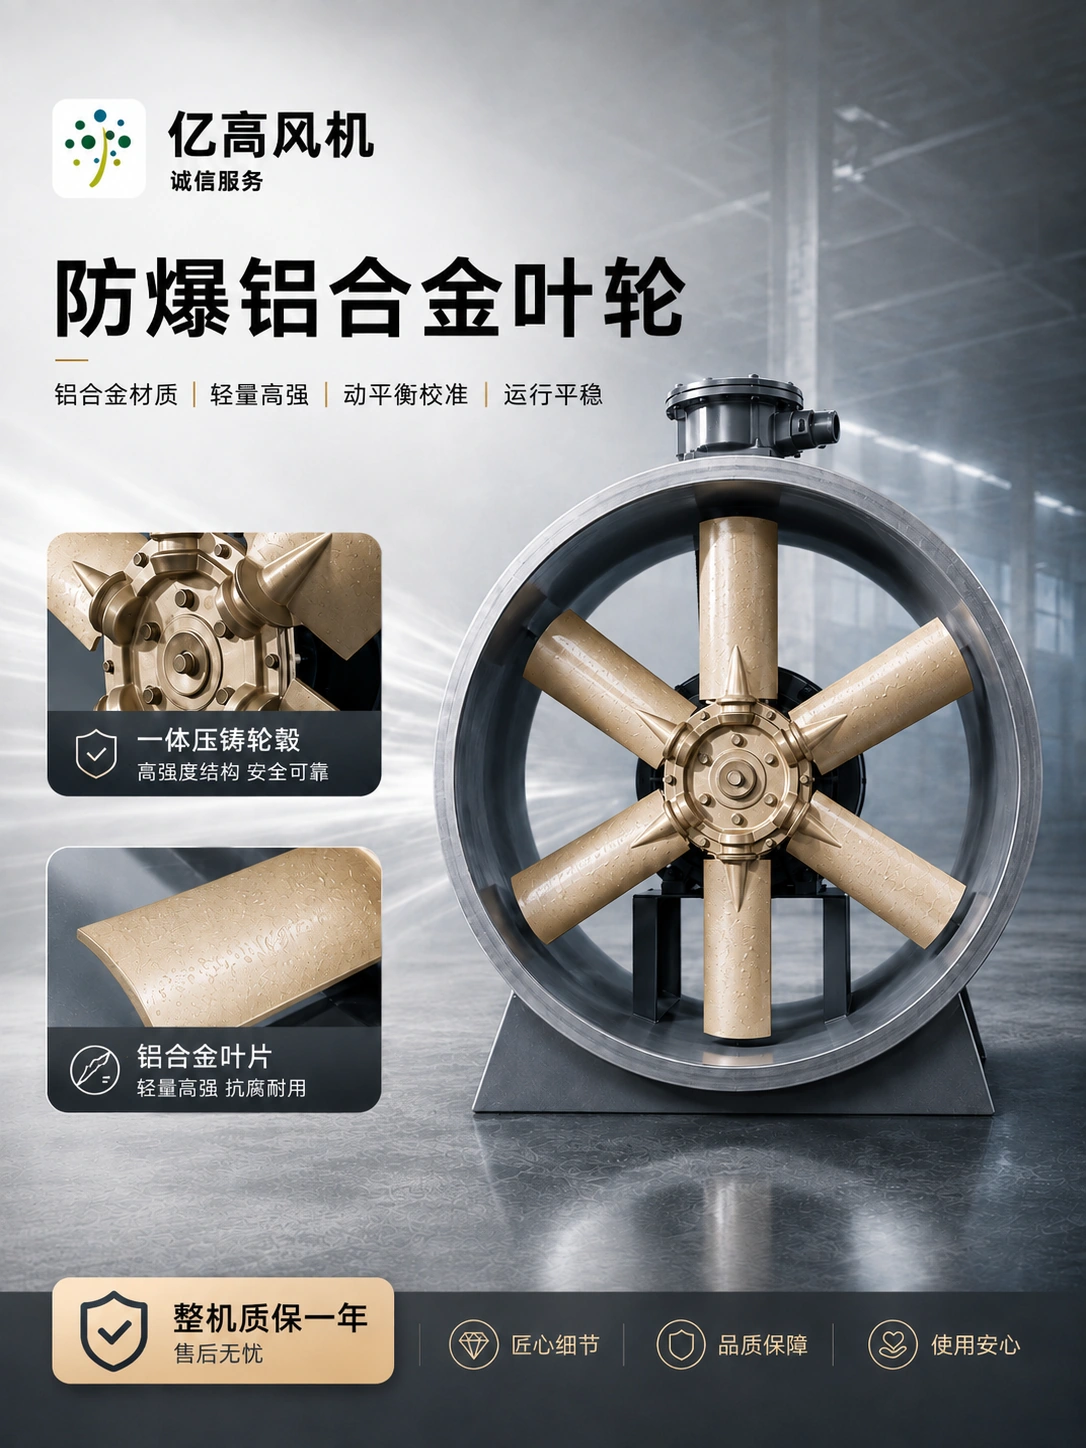 亿高风机
诚信服务
防爆铝合金叶轮
铝合金材质 | 轻量高强 | 动平衡校准 | 运行平稳
一体压铸轮毂
高强度结构 安全可靠
铝合金叶片
轻量高强 抗腐耐用
整机质保一年
售后无忧
匠心细节
品质保障
使用安心